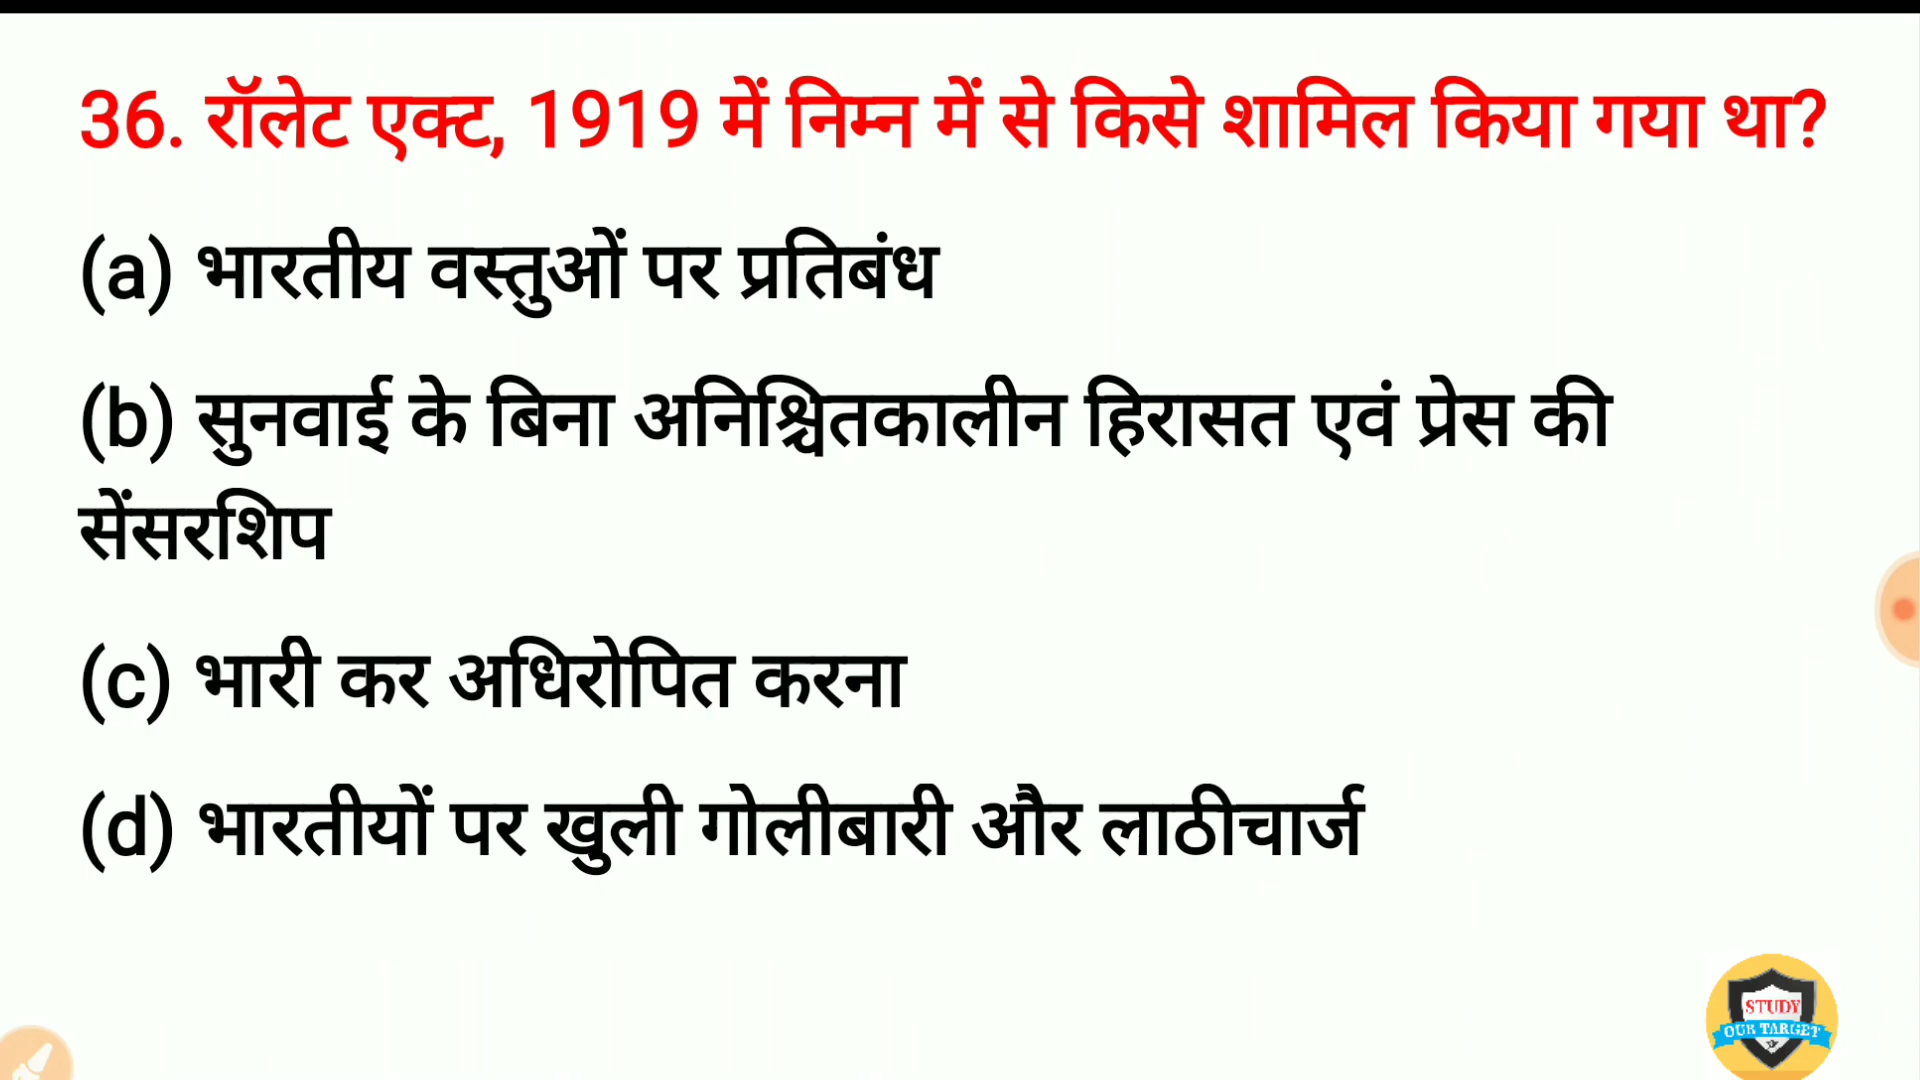 36. रॉलेट एक्ट, 1919 में निम्न में से किसे शामिल किया गया था?
(a) भारतीय वस्तुओं पर प्रतिबंध
(b) सुनवाई के बिना अनिश्चितकालीन हिरासत एवं प्रेस की
सेंसरशिप
(c) भारी कर अधिरोपित करना
(d) भारतीयों पर खुली गोलीबारी और लाठीचार्ज
STUDY
OUR TARGET